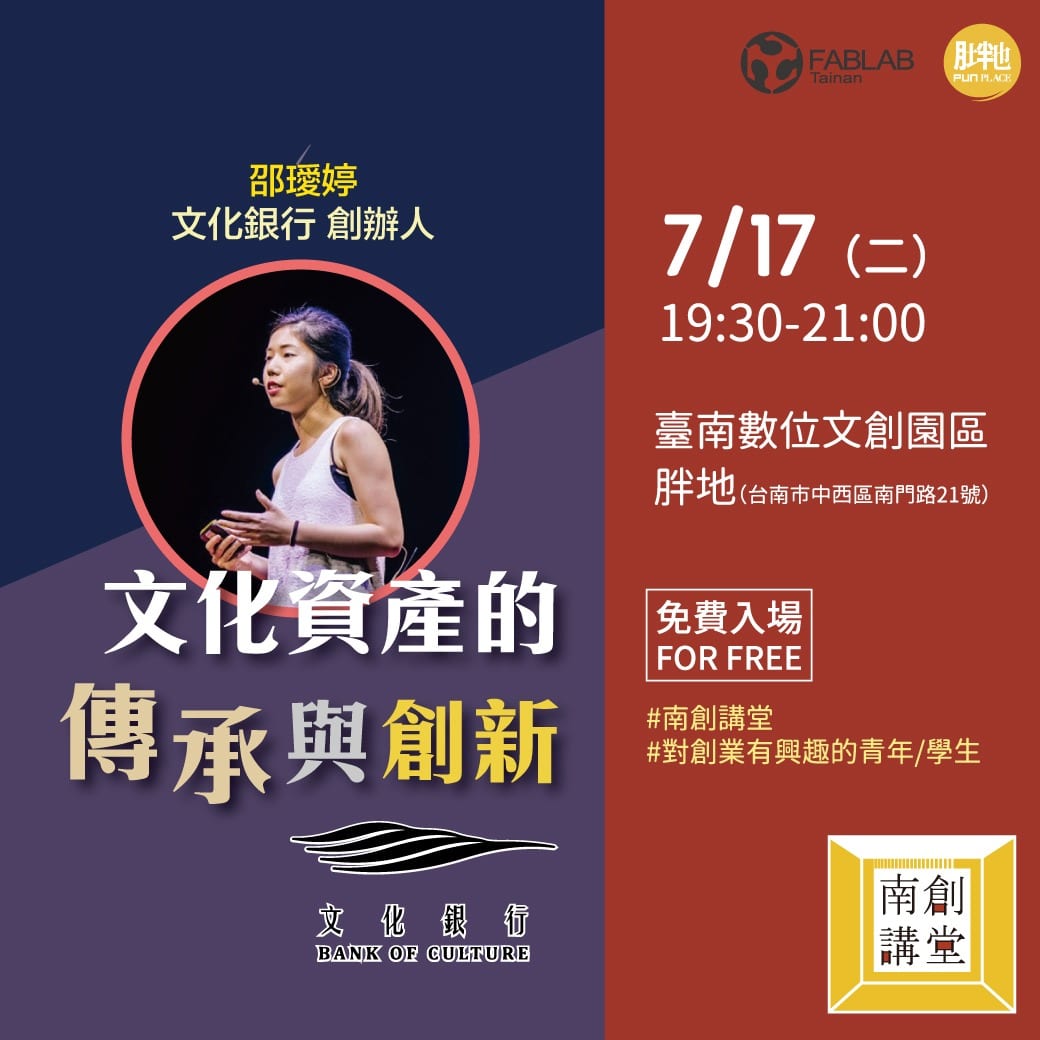 FABLAB
Tainan
胖地
PUN PLACE
邵璦婷
文化銀行 創辦人
7/17（二）
19:30-21:00
臺南數位文創園區
胖地（台南市中西區南門路21號）
文化資產的
傳承與創新
免費入場
FOR FREE
#南創講堂
#對創業有興趣的青年/學生
文化銀行
BANK OF CULTURE
南創
講堂